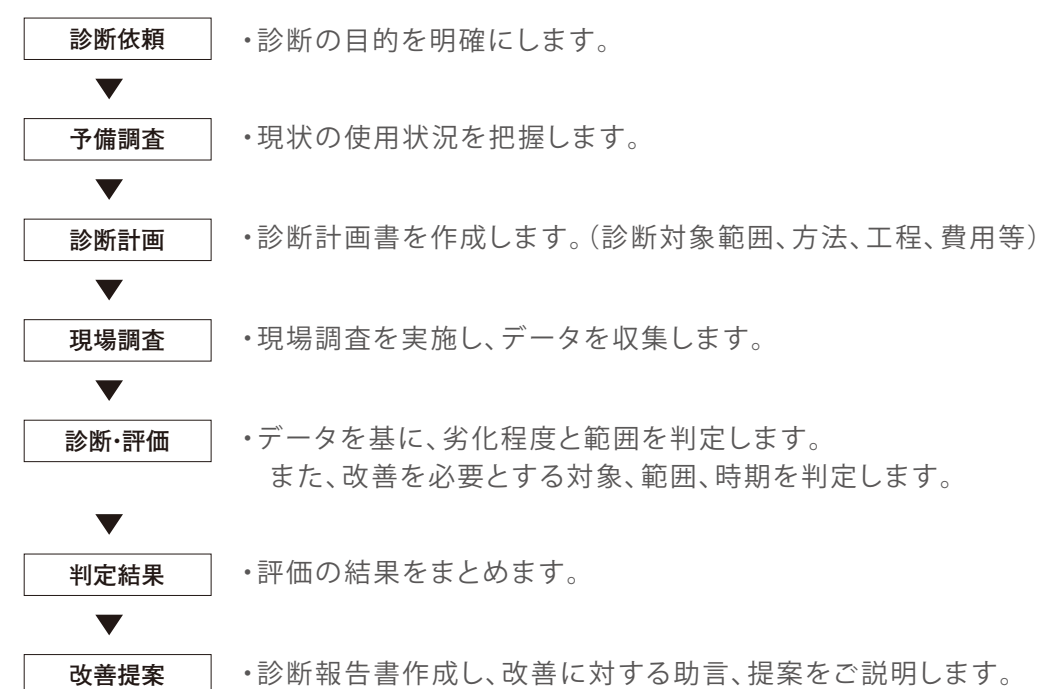 診断依頼 ・診断の目的を明確にします。
予備調査 ・現状の使用状況を把握します。
診断計画 ・診断計画書を作成します。(診断対象範囲、方法、工程、費用等)
現場調査 ・現場調査を実施し、データを収集します。
診断・評価 ・データを基に、劣化程度と範囲を判定します。
また、改善を必要とする対象、範囲、時期を判定します。
判定結果 ・評価の結果をまとめます。
改善提案 ・診断報告書作成し、改善に対する助言、提案をご説明します。